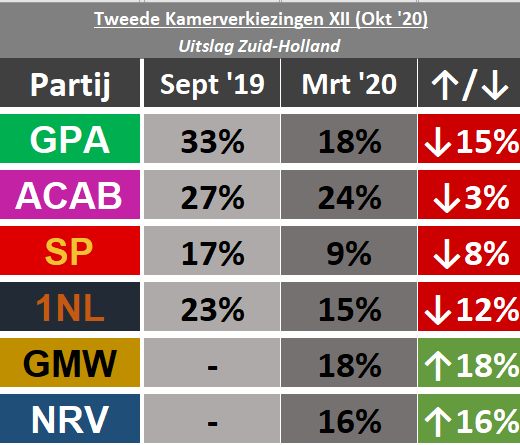 Tweede Kamerverkiezingen XII (Okt '20)
Uitslag Zuid-Holland
Partij Sept '19 Mrt '20 ↑/↓
GPA 33% 18% ↓15%
ACAB 27% 24% ↓3%
SP 17% 9% ↓8%
1NL 23% 15% ↓12%
GMW - 18% ↑18%
NRV - 16% ↑16%